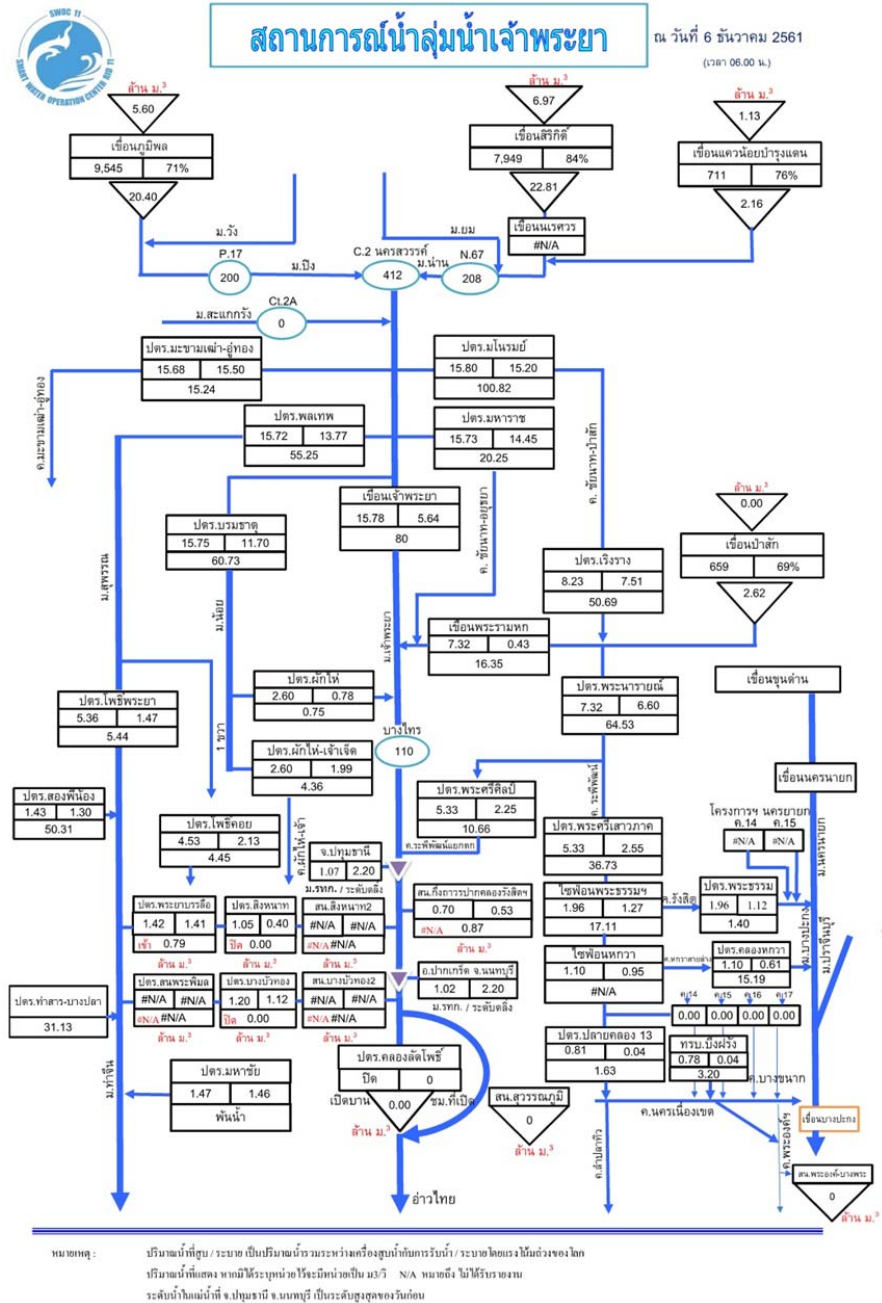 SWOC 11
SMART WATER OPERATION CENTER RID 11
สถานการณ์น้ำลุ่มน้ำเจ้าพระยา
ณ วันที่ 6 ธันวาคม 2561
(เวลา 06.00 น.)
ล้าน ม.³
5.60
เขื่อนภูมิพล
9,545 71%
20.40
ล้าน ม.³
6.97
เขื่อนสิริกิติ์
7,949 84%
22.81
เขื่อนนเรศวร
#N/A
ล้าน ม.³
1.13
เขื่อนแควน้อยบำรุงแดน
711 76%
2.16
ม.วัง
ม.ยม
P.17
200
ม.ปิง
C.2 นครสวรรค์
412
ม.น่าน
N.67
208
ม.สะแกกรัง
Ct.2A
0
ปตร.มะขามเฒ่า-อู่ทอง
15.68 15.50
15.24
ปตร.มโนรมย์
15.80 15.20
100.82
ค.มะขามเฒ่า-อู่ทอง
ปตร.พลเทพ
15.72 13.77
55.25
ปตร.มหาราช
15.73 14.45
20.25
ค. ชัยนาท-ป่าสัก
ปตร.บรมธาตุ
15.75 11.70
60.73
เขื่อนเจ้าพระยา
15.78 5.64
80
ค. ชัยนาท-อยุธยา
ล้าน ม.³
0.00
เขื่อนป่าสัก
659 69%
2.62
ม.สุพรรณ
ม.น้อย
ม.เจ้าพระยา
ปตร.เริงราง
8.23 7.51
50.69
เขื่อนพระรามหก
7.32 0.43
16.35
ปตร.ผักไห่
2.60 0.78
0.75
ปตร.พระนารายณ์
7.32 6.60
64.53
เขื่อนขุนด่าน
ปตร.โพธิ์พระยา
5.36 1.47
5.44
1 ขวา
บางไทร
110
ปตร.ผักไห่-เจ้าเจ็ด
2.60 1.99
4.36
ค. ระพีพัฒน์
เขื่อนนครนายก
ปตร.สองพี่น้อง
1.43 1.30
50.31
ปตร.พระศรีศิลป์
5.33 2.25
10.66
ค.ระพีพัฒน์แยกตก
โครงการฯ นครนายก
ค.14 ค.15
#N/A #N/A
ม.นครนายก
ปตร.โพธิ์คอย
4.53 2.13
4.45
ค.ผักไห่-เจ้า
จ.ปทุมธานี
1.07 2.20
ม.รทก. / ระดับตลิ่ง
ปตร.พระศรีเสาวภาค
5.33 2.55
36.73
ปตร.พระยาบรรลือ
1.42 1.41
เข้า 0.79
ล้าน ม.³
ปตร.สิงหนาท
1.05 0.40
ปิด 0.00
ล้าน ม.³
สน.สิงหนาท2
#N/A #N/A
#N/A #N/A
ล้าน ม.³
สน.กึ่งถาวรปากคลองรังสิตฯ
0.70 0.53
#N/A 0.87
ล้าน ม.³
ไซฟ่อนพระธรรมฯ
1.96 1.27
17.11
ค.รังสิต
ปตร.พระธรรม
1.96 1.12
1.40
ม.บางปะกง
ม.ปราจีนบุรี
ปตร.สนพระพิมล
#N/A #N/A
#N/A #N/A
ล้าน ม.³
ปตร.บางบัวทอง
1.20 1.12
ปิด 0.00
ล้าน ม.³
สน.บางบัวทอง2
#N/A #N/A
#N/A #N/A
ล้าน ม.³
อ.ปากเกร็ด จ.นนทบุรี
1.02 2.20
ม.รทก. / ระดับตลิ่ง
ไซฟ่อนหกวา
1.10 0.95
#N/A
ค.หกวาสายล่าง
ปตร.คลองหกวา
1.10 0.61
15.19
ปตร.ท่าสาร-บางปลา
31.13
ค.14 ค.15 ค.16 ค.17
0.00 0.00 0.00 0.00
ปตร.ปลายคลอง 13
0.81 0.04
1.63
ทรบ.บึงฝรั่ง
0.78 0.04
3.20
ค.บางขนาก
ม.ท่าจีน
ปตร.มหาชัย
1.47 1.46
พ้นน้ำ
ปตร.คลองลัดโพธิ์
ปิด 0
เปิดบาน 0.00 ชม.ที่เปิด
ล้าน ม.³
สน.สุวรรณภูมิ
0
ล้าน ม.³
ค.นครเนื่องเขต
ค.ลำปลาทิว
ค.พระองค์ฯ
เขื่อนบางปะกง
สน.พระองค์-บางพระ
0
ล้าน ม.³
อ่าวไทย
หมายเหตุ : ปริมาณน้ำที่สูบ / ระบาย เป็นปริมาณน้ำรวมระหว่างเครื่องสูบน้ำกับการรับน้ำ / ระบายโดยแรงโน้มถ่วงของโลก
ปริมาณน้ำที่แสดง หากมิได้ระบุหน่วยไว้จะมีหน่วยเป็น ม3/วิ N/A หมายถึง ไม่ได้รับรายงาน
ระดับน้ำในแม่น้ำที่ จ.ปทุมธานี จ.นนทบุรี เป็นระดับสูงสุดของวันก่อน